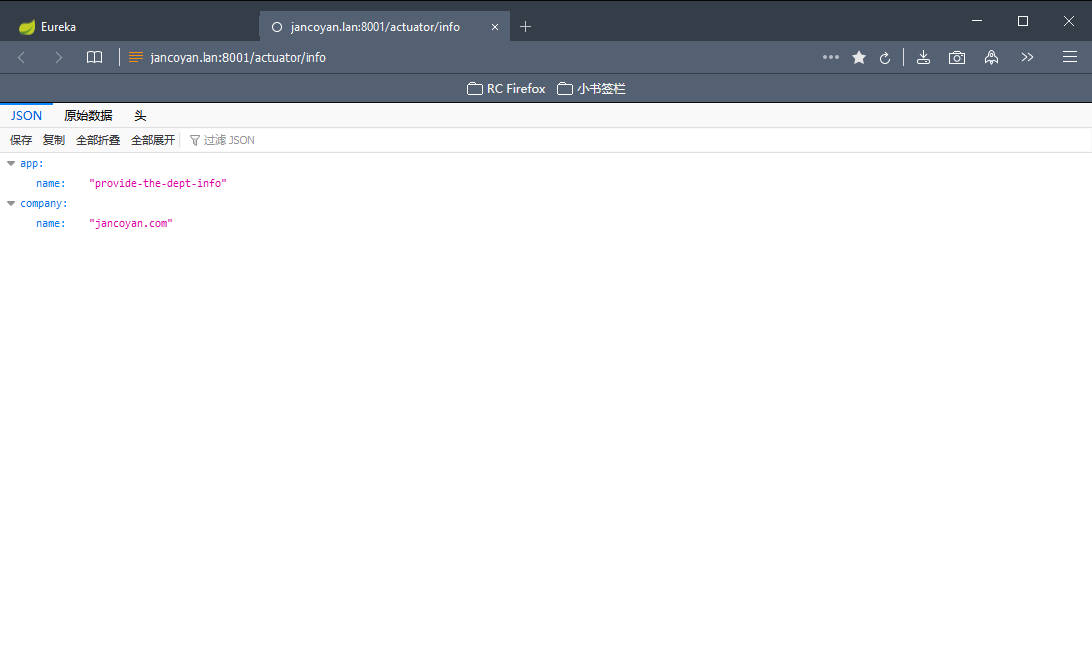 Eureka
jancoyan.lan:8001/actuator/info
jancoyan.lan:8001/actuator/info
RC Firefox 小书签栏
JSON 原始数据 头
保存 复制 全部折叠 全部展开 过滤 JSON
app:
name: "provide-the-dept-info"
company:
name: "jancoyan.com"